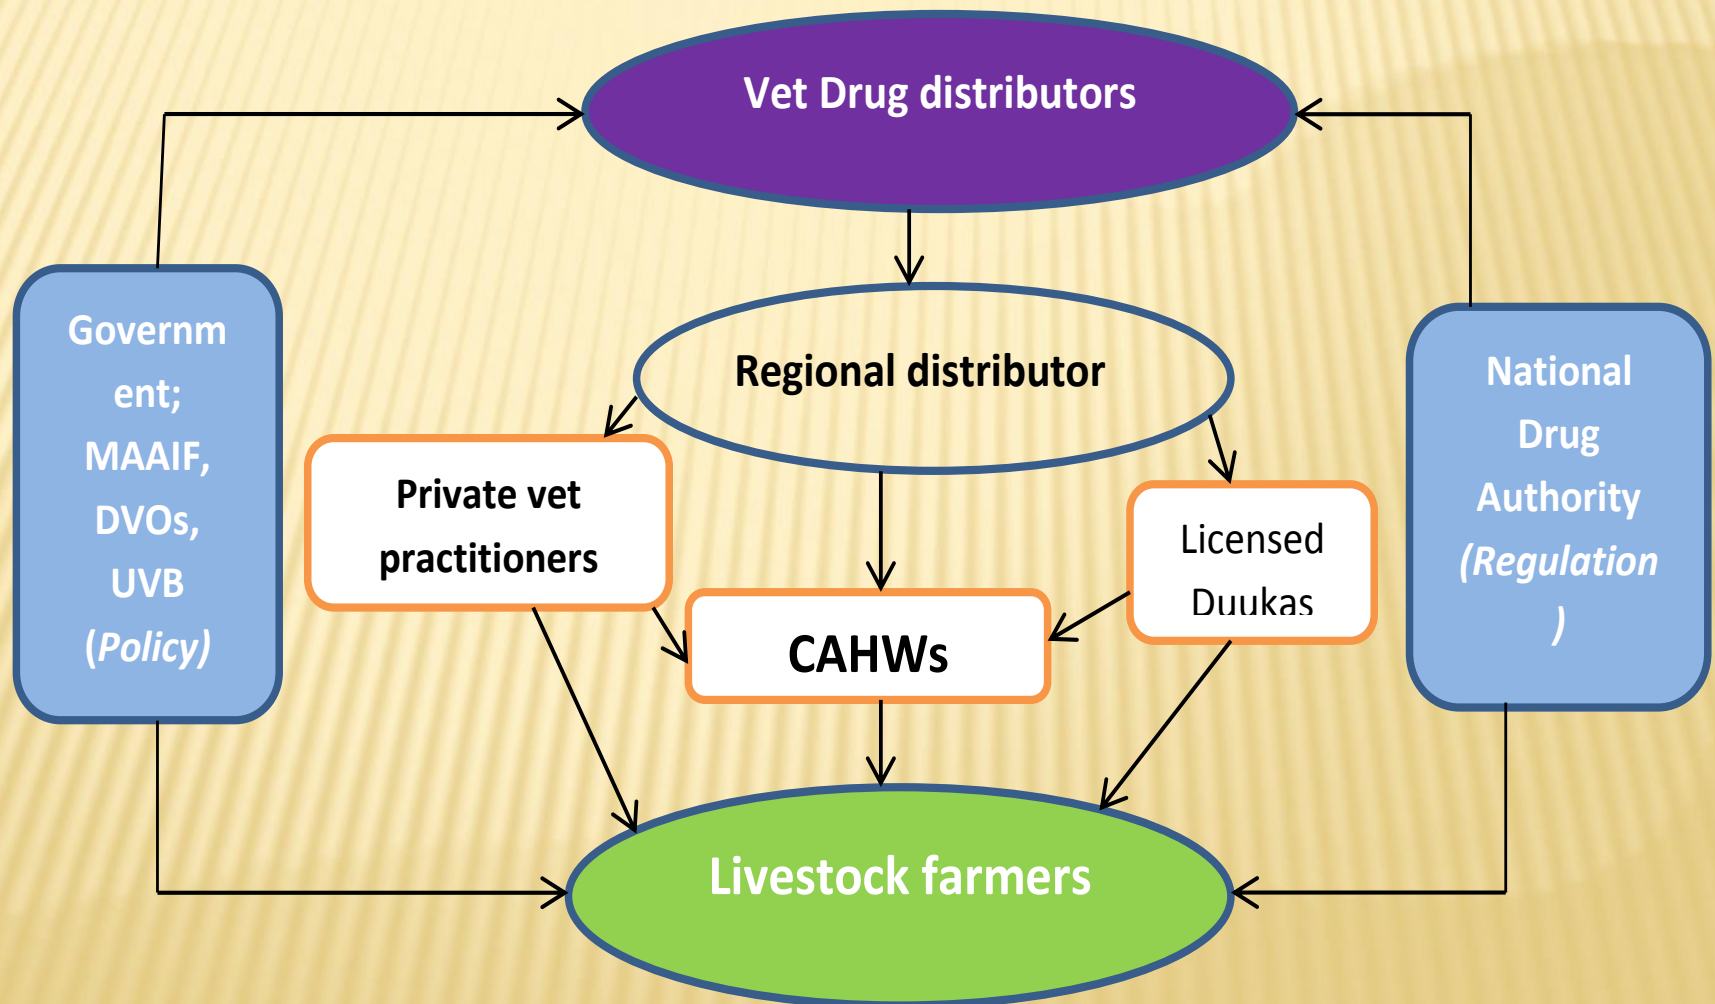 Vet Drug distributors
Governm
ent;
MAAIF,
DVOs,
UVB
(Policy)
Regional distributor
National
Drug
Authority
(Regulation
)
Private vet
practitioners
Licensed
Duukas
CAHWs
Livestock farmers